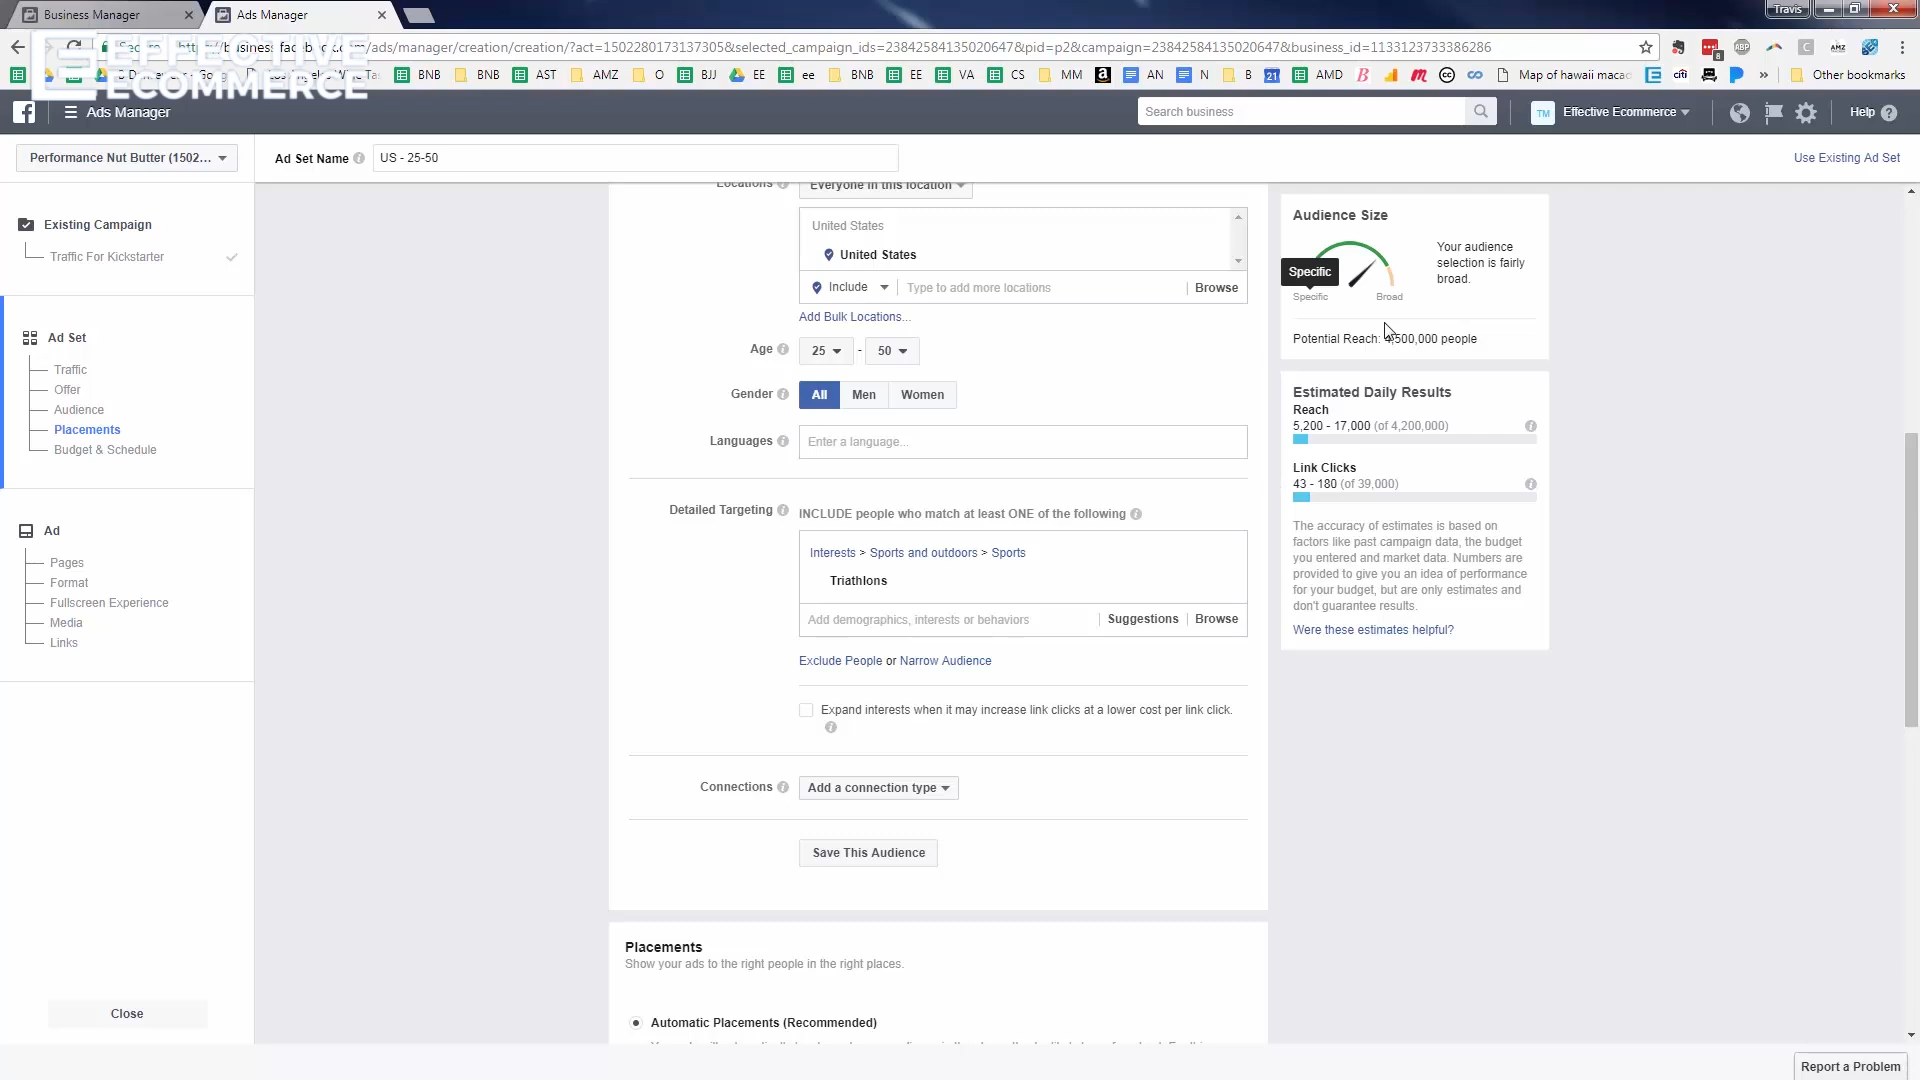 Business Manager
Ads Manager
Travis
Secure
https://business.facebook.com/ads/manager/creation/creation/?act=1502280173137305&selected_campaign_ids=23842584135020647&pid=p2&campaign=23842584135020647&business_id=1133123733386286
EFFECTIVE
ECOMMERCE
BNB BNB AST AMZ O BJJ EE ee BNB EE VA CS MM AN N B AMD Map of hawaii macad Other bookmarks
Ads Manager
Search business
TM Effective Ecommerce
Help
Performance Nut Butter (1502...
Ad Set Name
US - 25-50
Use Existing Ad Set
Existing Campaign
Traffic For Kickstarter
Ad Set
Traffic
Offer
Audience
Placements
Budget & Schedule
Ad
Pages
Format
Fullscreen Experience
Media
Links
Close
Locations
Everyone in this location
United States
United States
Include
Type to add more locations
Browse
Add Bulk Locations...
Age
25 - 50
Gender
All Men Women
Languages
Enter a language...
Detailed Targeting
INCLUDE people who match at least ONE of the following
Interests > Sports and outdoors > Sports
Triathlons
Add demographics, interests or behaviors
Suggestions
Browse
Exclude People or Narrow Audience
Expand interests when it may increase link clicks at a lower cost per link click.
Connections
Add a connection type
Save This Audience
Placements
Show your ads to the right people in the right places.
Automatic Placements (Recommended)
Audience Size
Specific
Specific
Broad
Your audience
selection is fairly
broad.
Potential Reach: 4,500,000 people
Estimated Daily Results
Reach
5,200 - 17,000 (of 4,200,000)
Link Clicks
43 - 180 (of 39,000)
The accuracy of estimates is based on
factors like past campaign data, the budget
you entered and market data. Numbers are
provided to give you an idea of performance
for your budget, but are only estimates and
don't guarantee results.
Were these estimates helpful?
Report a Problem